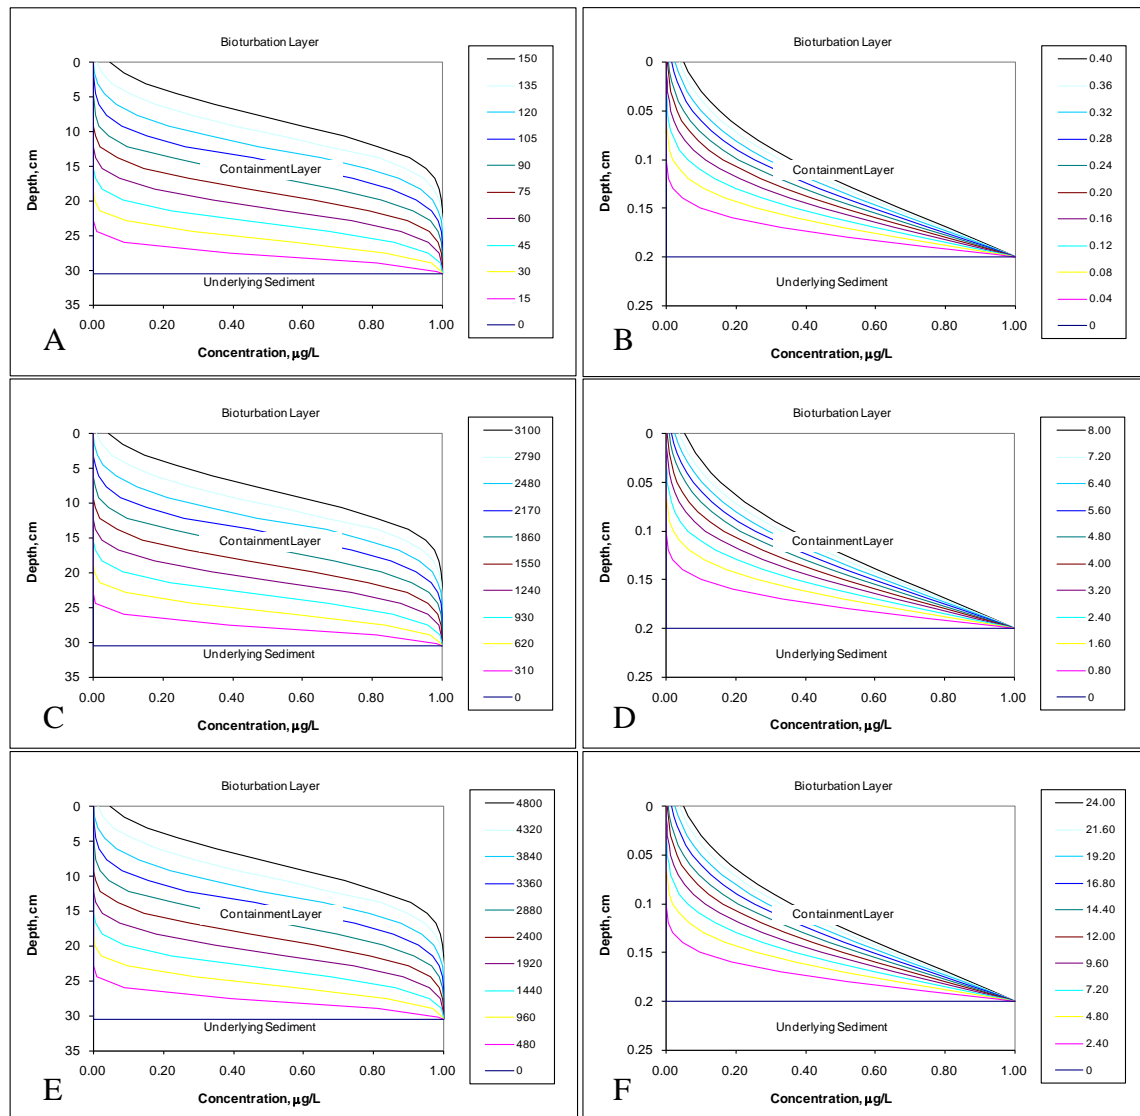 Bioturbation Layer
0
5
10
15
20
25
30
35
Depth, cm
Containment Layer
Underlying Sediment
0.00 0.20 0.40 0.60 0.80 1.00
Concentration, µg/L
150
135
120
105
90
75
60
45
30
15
0
A
Bioturbation Layer
0
0.05
0.1
0.15
0.2
0.25
Depth, cm
Containment Layer
Underlying Sediment
0.00 0.20 0.40 0.60 0.80 1.00
Concentration, µg/L
0.40
0.36
0.32
0.28
0.24
0.20
0.16
0.12
0.08
0.04
0
B
Bioturbation Layer
0
5
10
15
20
25
30
35
Depth, cm
Containment Layer
Underlying Sediment
0.00 0.20 0.40 0.60 0.80 1.00
Concentration, µg/L
3100
2790
2480
2170
1860
1550
1240
930
620
310
0
C
Bioturbation Layer
0
0.05
0.1
0.15
0.2
0.25
Depth, cm
Containment Layer
Underlying Sediment
0.00 0.20 0.40 0.60 0.80 1.00
Concentration, µg/L
8.00
7.20
6.40
5.60
4.80
4.00
3.20
2.40
1.60
0.80
0
D
Bioturbation Layer
0
5
10
15
20
25
30
35
Depth, cm
Containment Layer
Underlying Sediment
0.00 0.20 0.40 0.60 0.80 1.00
Concentration, µg/L
4800
4320
3840
3360
2880
2400
1920
1440
960
480
0
E
Bioturbation Layer
0
0.05
0.1
0.15
0.2
0.25
Depth, cm
Containment Layer
Underlying Sediment
0.00 0.20 0.40 0.60 0.80 1.00
Concentration, µg/L
24.00
21.60
19.20
16.80
14.40
12.00
9.60
7.20
4.80
2.40
0
F